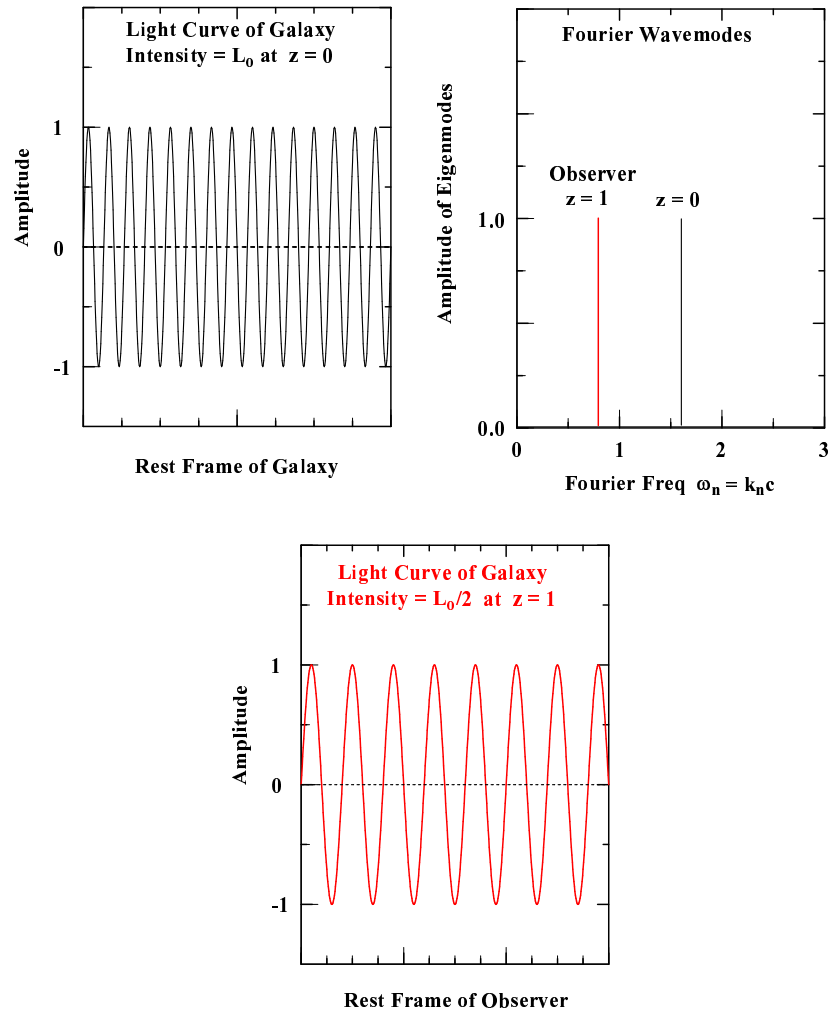 Light Curve of Galaxy
Intensity = Lo at z = 0
Amplitude
1
0
-1
Rest Frame of Galaxy
Fourier Wavemodes
Amplitude of Eigenmodes
Observer
z = 1
z = 0
1.0
0.0
0
1
2
3
Fourier Freq ωn = knc
Light Curve of Galaxy
Intensity = Lo/2 at z = 1
Amplitude
1
0
-1
Rest Frame of Observer